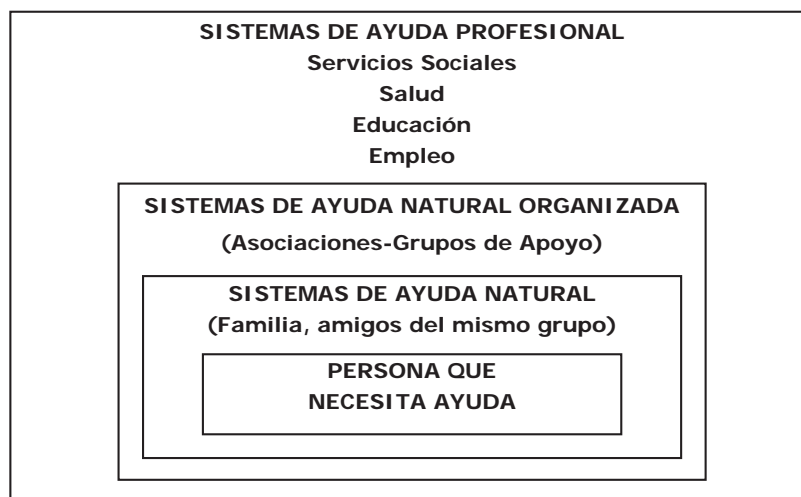 SISTEMAS DE AYUDA PROFESIONAL
Servicios Sociales
Salud
Educación
Empleo
SISTEMAS DE AYUDA NATURAL ORGANIZADA
(Asociaciones-Grupos de Apoyo)
SISTEMAS DE AYUDA NATURAL
(Familia, amigos del mismo grupo)
PERSONA QUE
NECESITA AYUDA